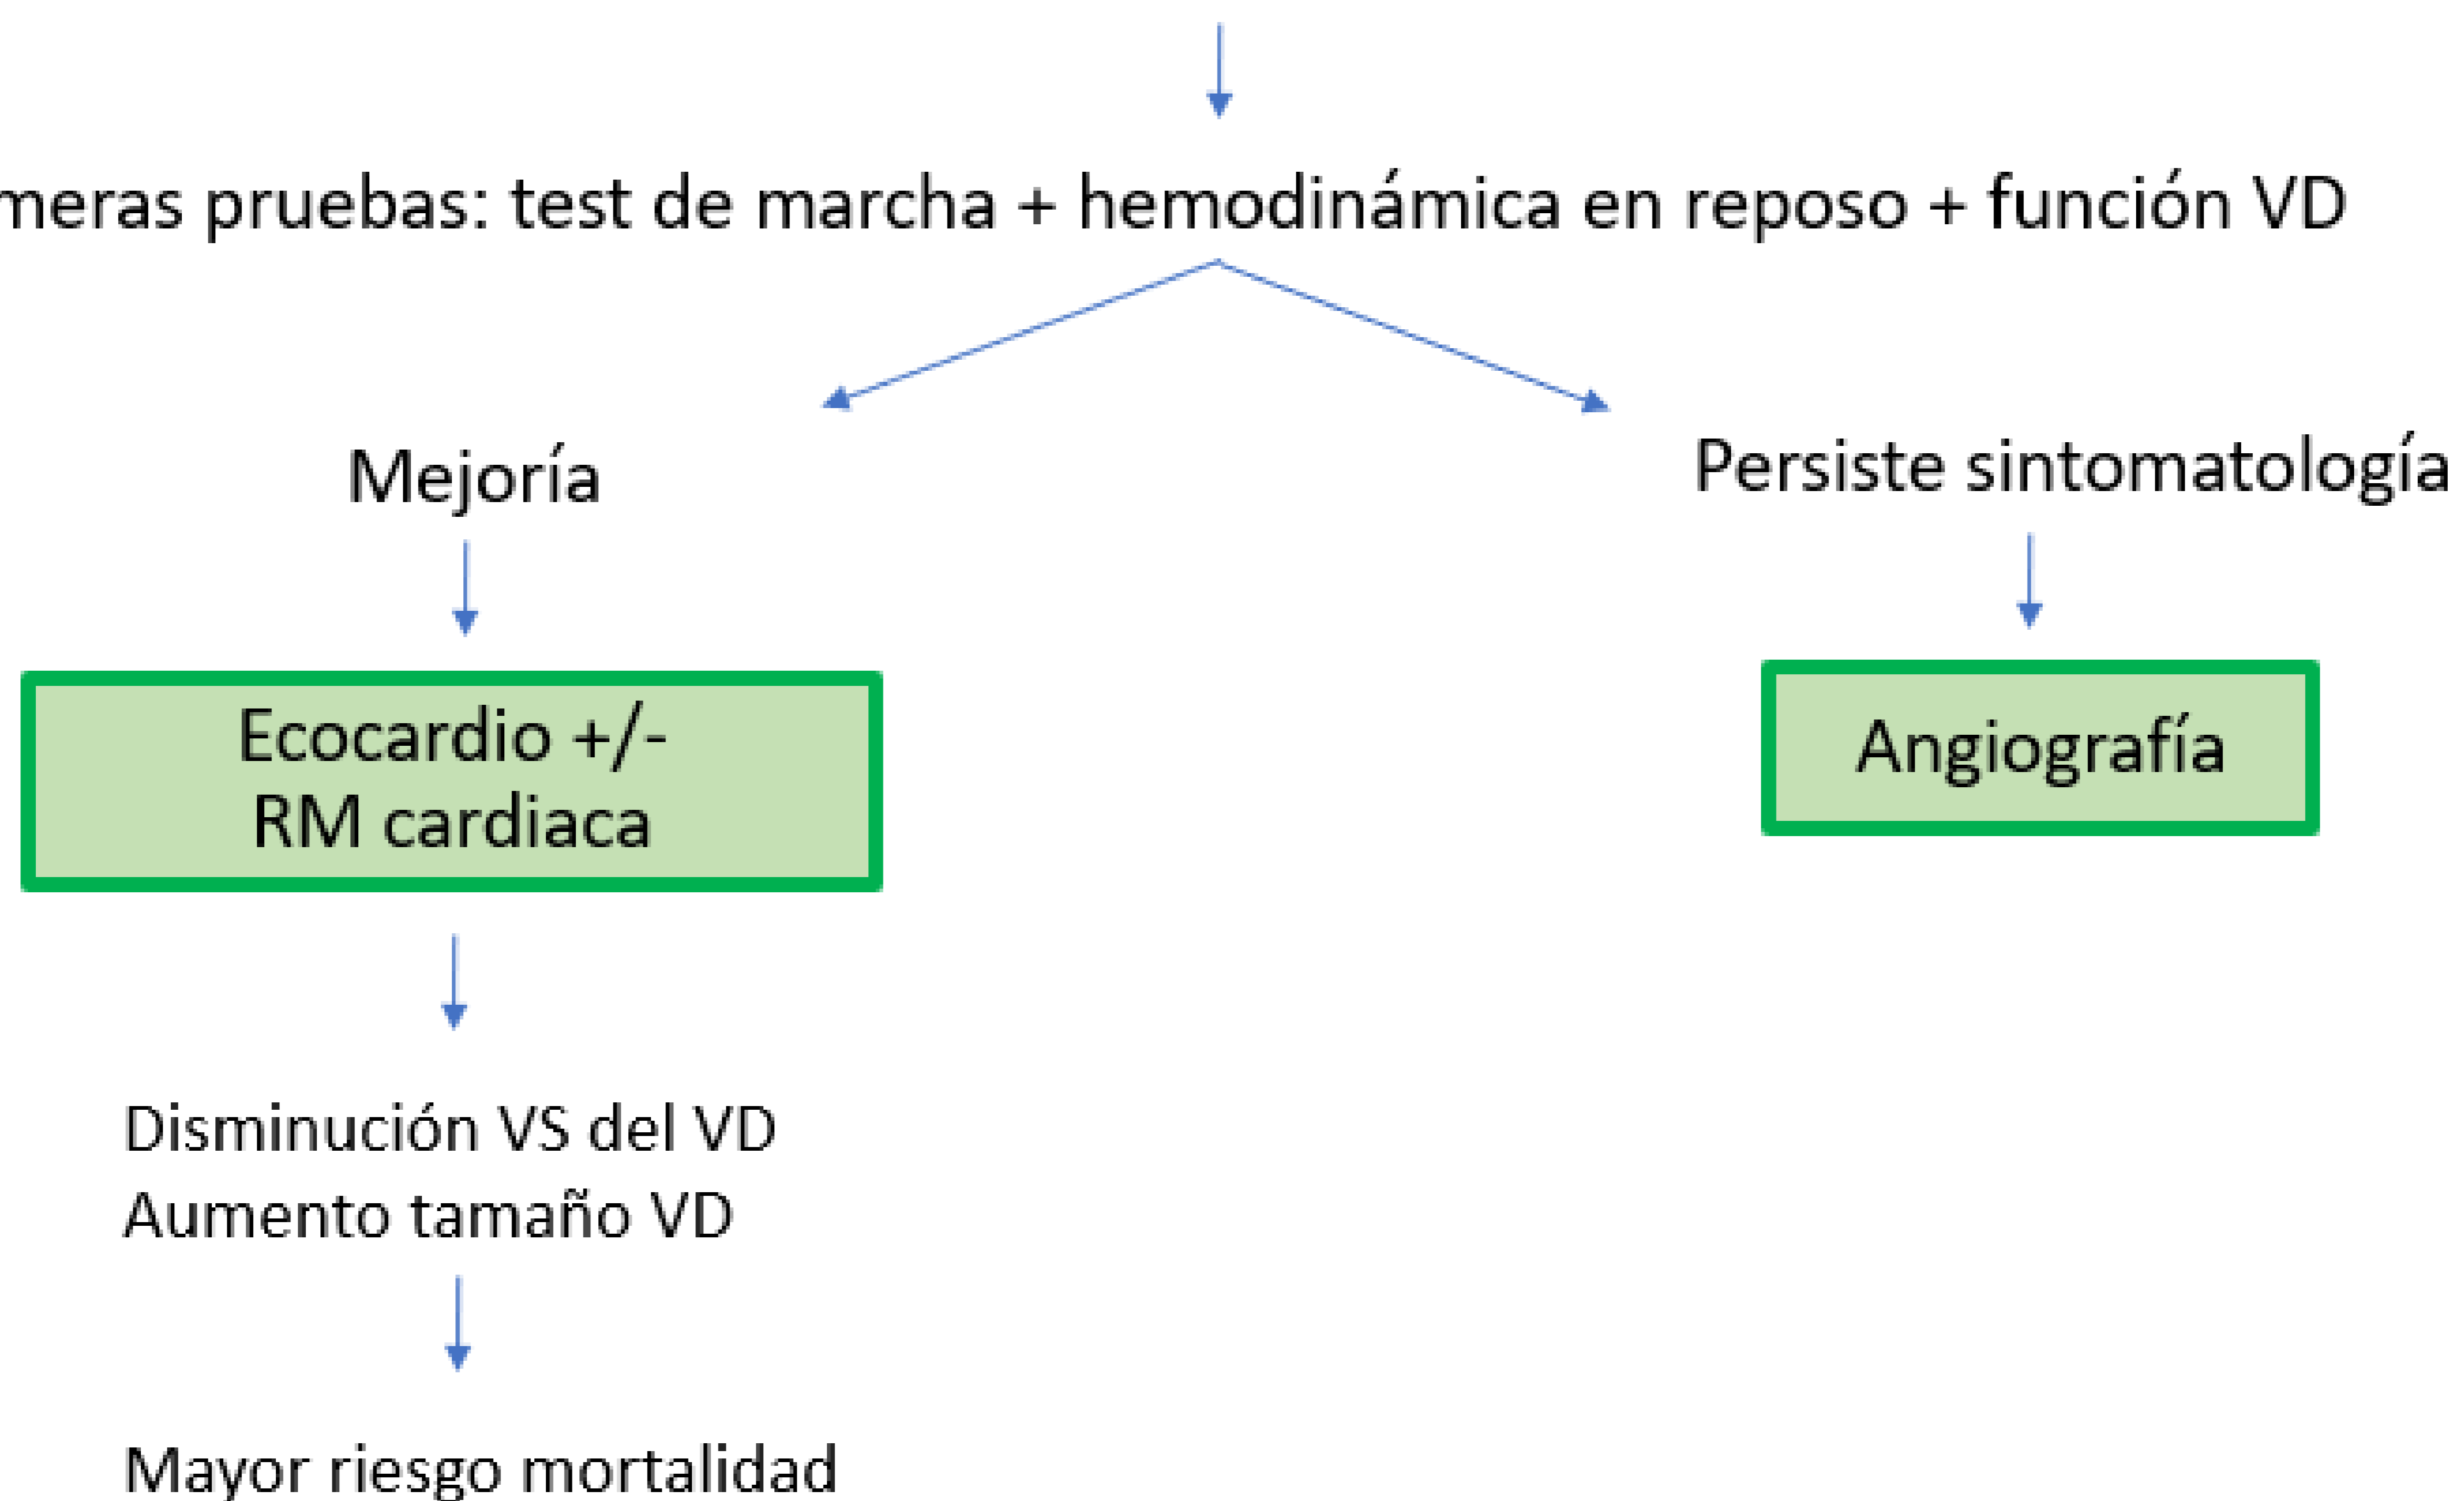 meras pruebas: test de marcha + hemodinámica en reposo + función VD
Mejoría
Persiste sintomatología
Ecocardio +/-
RM cardiaca
Angiografía
Disminución VS del VD
Aumento tamaño VD
Mayor riesgo mortalidad